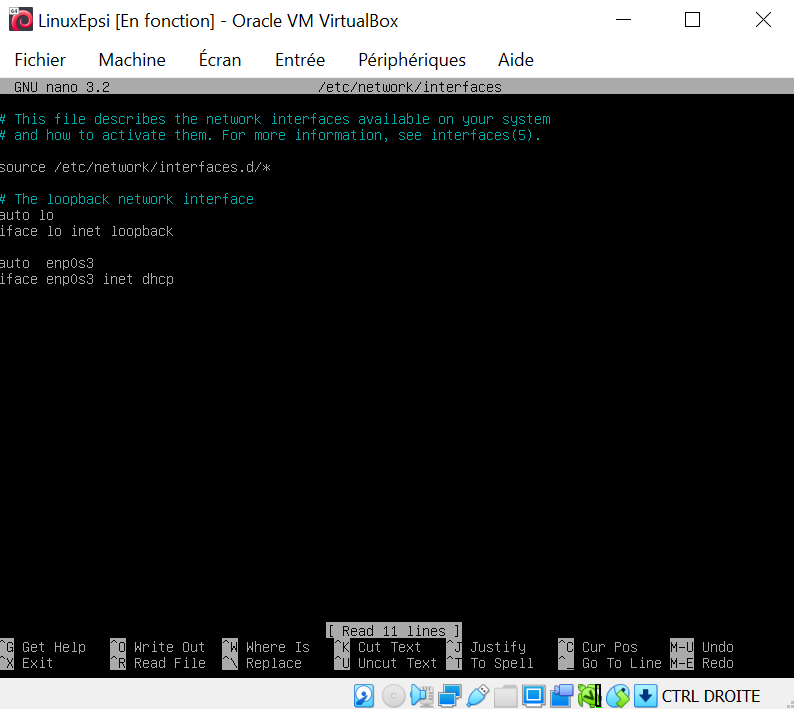 LinuxEpsi [En fonction] - Oracle VM VirtualBox
Fichier Machine Écran Entrée Périphériques Aide
GNU nano 3.2 /etc/network/interfaces
# This file describes the network interfaces available on your system
# and how to activate them. For more information, see interfaces(5).
source /etc/network/interfaces.d/*
# The loopback network interface
auto lo
iface lo inet loopback
auto  enp0s3
iface enp0s3 inet dhcp
[ Read 11 lines ]
^G Get Help ^O Write Out ^W Where Is ^K Cut Text ^J Justify ^C Cur Pos M-U Undo
^X Exit ^R Read File ^\ Replace ^U Uncut Text ^T To Spell ^_ Go To Line M-E Redo
CTRL DROITE